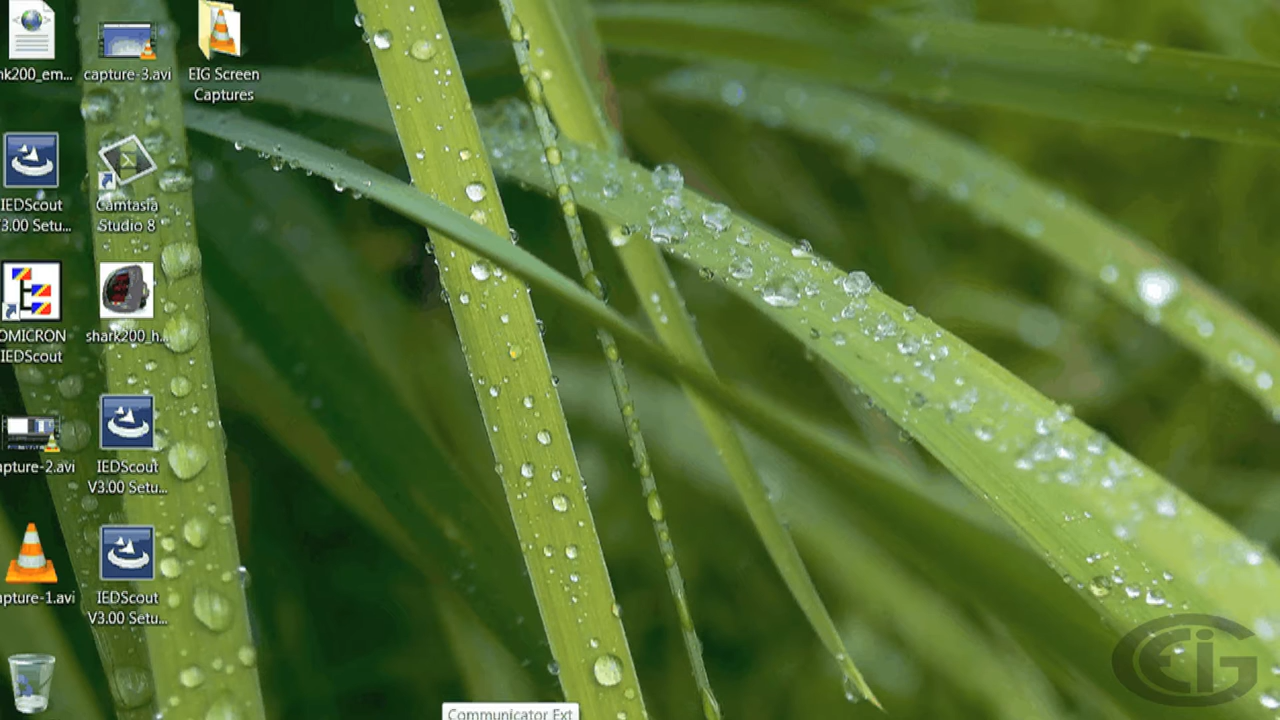 nk200_em...
capture-3.avi
EIG Screen
Captures
IEDScout
V3.00 Setu...
Camtasia
Studio 8
OMICRON
IEDScout
shark200_h...
apture-2.avi
IEDScout
V3.00 Setu...
apture-1.avi
IEDScout
V3.00 Setu...
EIG
Communicator Ext